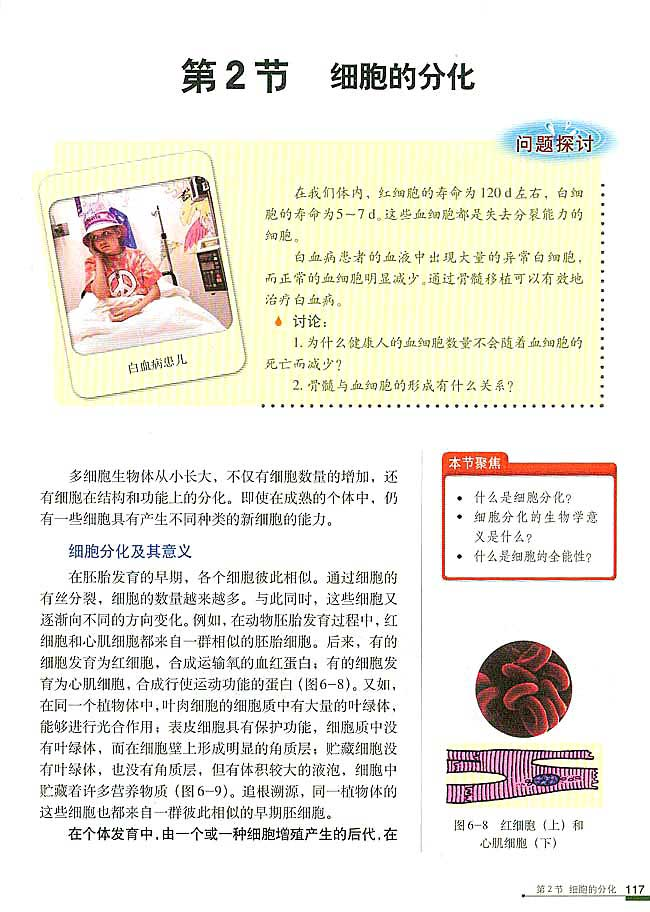 第2节 细胞的分化
问题探讨
在我们体内，红细胞的寿命为120 d左右，白细
胞的寿命为5～7 d。这些血细胞都是失去分裂能力的
细胞。
白血病患者的血液中出现大量的异常白细胞，
而正常的血细胞明显减少。通过骨髓移植可以有效地
治疗白血病。
讨论：
1. 为什么健康人的血细胞数量不会随着血细胞的
死亡而减少？
2. 骨髓与血细胞的形成有什么关系？
白血病患儿
多细胞生物体从小长大，不仅有细胞数量的增加，还
有细胞在结构和功能上的分化。即使在成熟的个体中，仍
有一些细胞具有产生不同种类的新细胞的能力。
细胞分化及其意义
在胚胎发育的早期，各个细胞彼此相似。通过细胞的
有丝分裂，细胞的数量越来越多。与此同时，这些细胞又
逐渐向不同的方向变化。例如，在动物胚胎发育过程中，红
细胞和心肌细胞都来自一群相似的胚胎细胞。后来，有的
细胞发育为红细胞，合成运输氧的血红蛋白；有的细胞发
育为心肌细胞，合成行使运动功能的蛋白（图6-8）。又如，
在同一个植物体中，叶肉细胞的细胞质中有大量的叶绿体，
能够进行光合作用；表皮细胞具有保护功能，细胞质中没
有叶绿体，而在细胞壁上形成明显的角质层；贮藏细胞没
有叶绿体，也没有角质层，但有体积较大的液泡，细胞中
贮藏着许多营养物质（图6-9）。追根溯源，同一植物体的
这些细胞也都来自一群彼此相似的早期胚细胞。
在个体发育中，由一个或一种细胞增殖产生的后代，在
本节聚焦
• 什么是细胞分化？
• 细胞分化的生物学意
义是什么？
• 什么是细胞的全能性？
图6-8 红细胞（上）和
心肌细胞（下）
第2节 细胞的分化 117